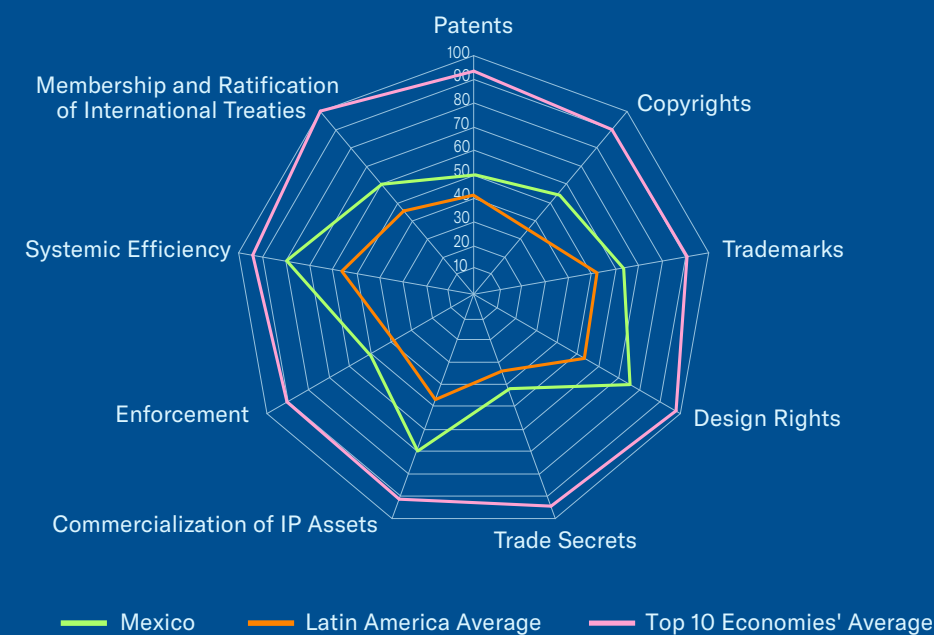 Patents
100
90
80
70
60
50
40
30
20
10
Membership and Ratification
of International Treaties
Copyrights
Systemic Efficiency
Trademarks
Enforcement
Design Rights
Commercialization of IP Assets
Trade Secrets
Mexico
Latin America Average
Top 10 Economies' Average